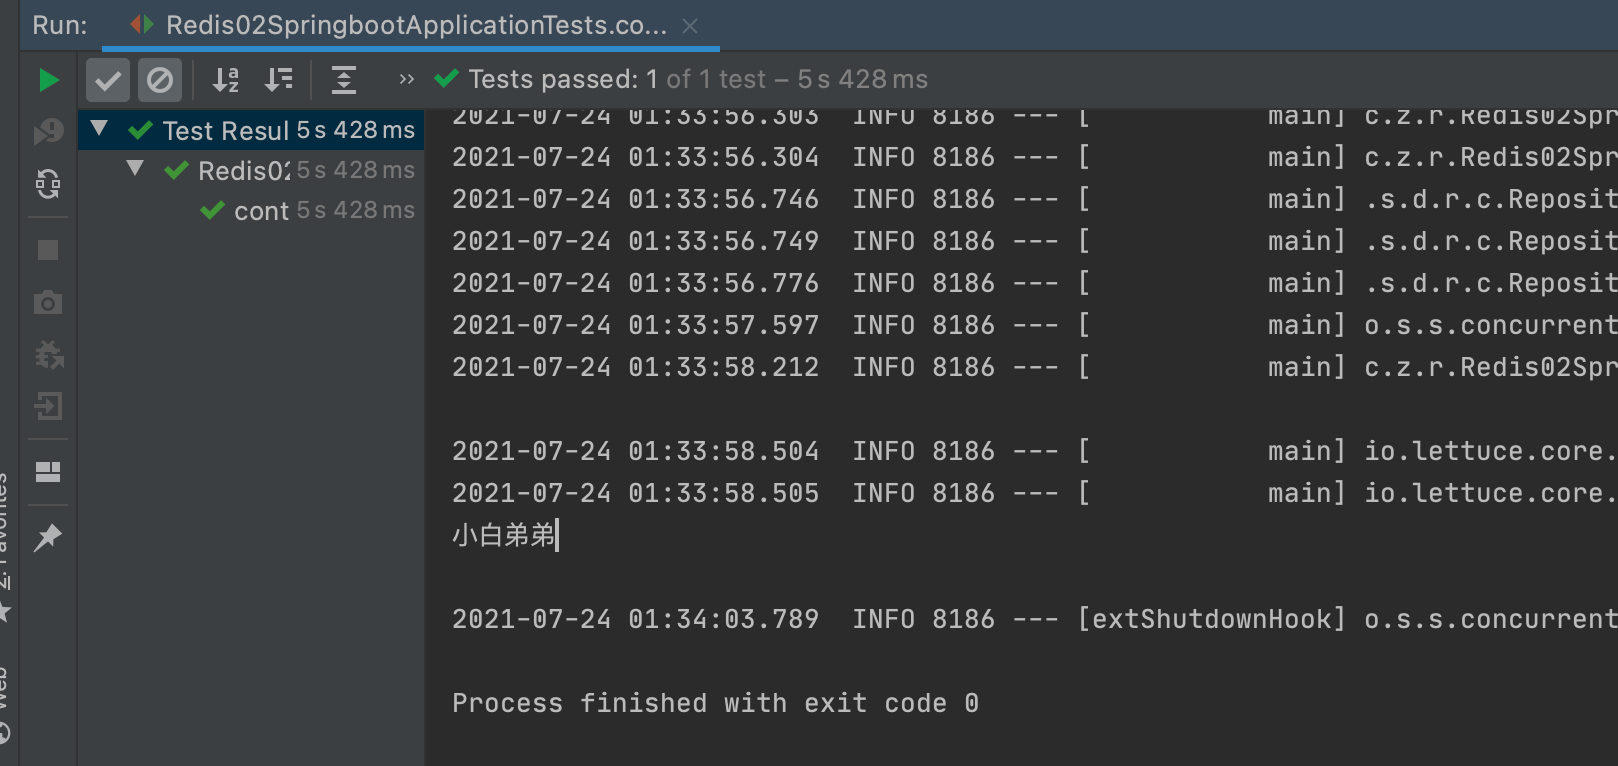 Run: Redis02SpringbootApplicationTests.co...
Tests passed: 1 of 1 test – 5 s 428 ms
Test Resul 5 s 428 ms
Redis02 5 s 428 ms
cont 5 s 428 ms
2021-07-24 01:33:56.303  INFO 8186 --- [           main] c.z.r.Redis02Spr
2021-07-24 01:33:56.304  INFO 8186 --- [           main] c.z.r.Redis02Spr
2021-07-24 01:33:56.746  INFO 8186 --- [           main] .s.d.r.c.Reposit
2021-07-24 01:33:56.749  INFO 8186 --- [           main] .s.d.r.c.Reposit
2021-07-24 01:33:56.776  INFO 8186 --- [           main] .s.d.r.c.Reposit
2021-07-24 01:33:57.597  INFO 8186 --- [           main] o.s.s.concurrent
2021-07-24 01:33:58.212  INFO 8186 --- [           main] c.z.r.Redis02Spr
2021-07-24 01:33:58.504  INFO 8186 --- [           main] io.lettuce.core.
2021-07-24 01:33:58.505  INFO 8186 --- [           main] io.lettuce.core.
小白弟弟
2021-07-24 01:34:03.789  INFO 8186 --- [extShutdownHook] o.s.s.concurrent
Process finished with exit code 0
2: Favorites
Web